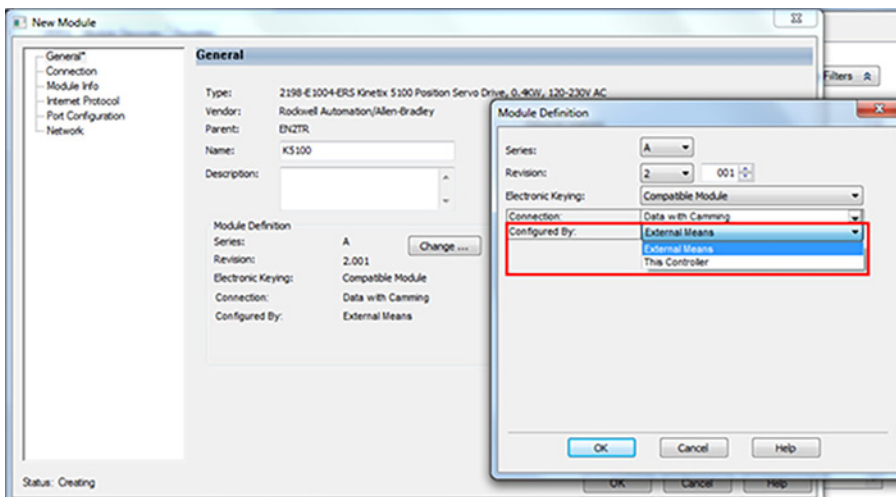 New Module
General*
Connection
Module Info
Internet Protocol
Port Configuration
Network
General
Type: 2198-E1004-ERS Kinetix 5100 Position Servo Drive, 0.4KW, 120-230V AC
Vendor: Rockwell Automation/Allen-Bradley
Parent: EN2TR
Name: K5100
Description:
Module Definition
Series: A
Change ...
Revision: 2.001
Electronic Keying: Compatible Module
Connection: Data with Camming
Configured By: External Means
Status: Creating
OK Cancel Help
Filters
Module Definition
Series: A
Revision: 2 001
Electronic Keying: Compatible Module
Connection: Data with Camming
Configured By: External Means
External Means
This Controller
OK Cancel Help